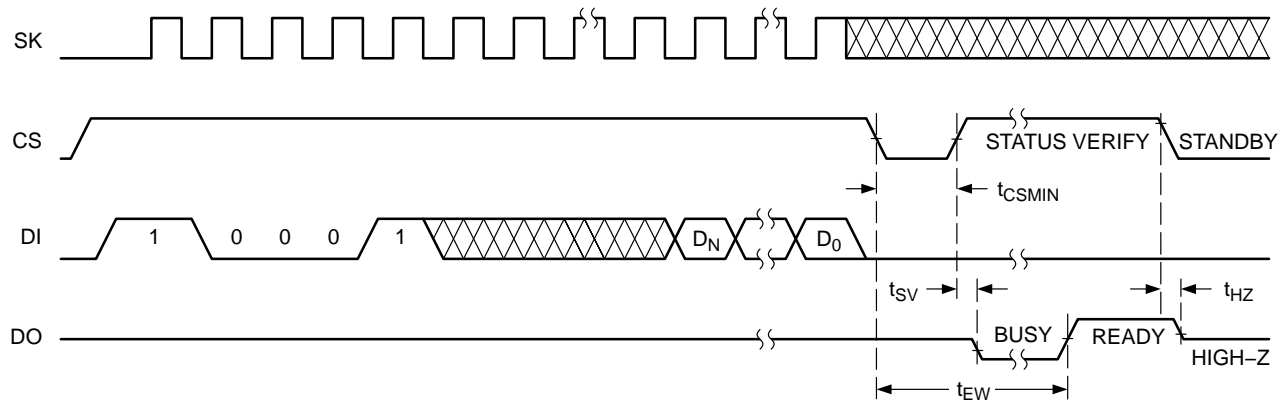 SK
CS
STATUS VERIFY
STANDBY
tCSMIN
DI
1
0
0
0
1
DN
D0
tSV
tHZ
DO
BUSY
READY
HIGH–Z
tEW